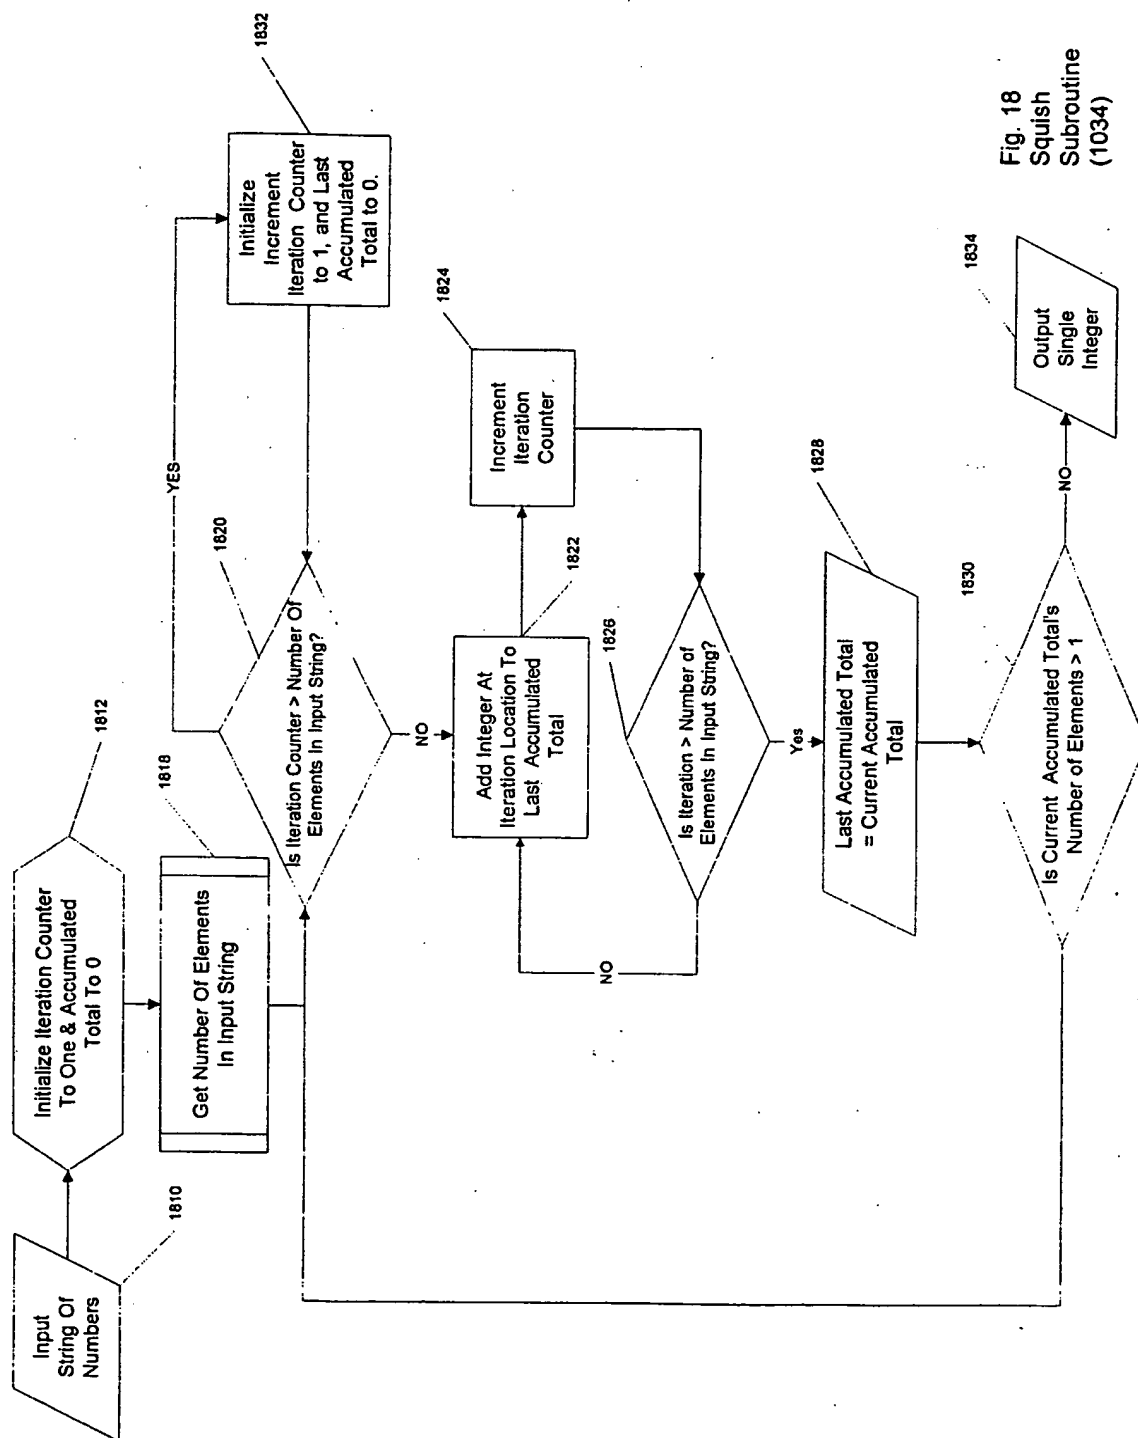 Input
String Of
Numbers
1810
Initialize Iteration Counter
To One & Accumulated
Total To 0
1812
Get Number Of Elements
In Input String
1818
Is Iteration Counter > Number Of
Elements In Input String?
1820
YES
Initialize
Increment
Iteration Counter
to 1, and Last
Accumulated
Total to 0.
1832
NO
Add Integer At
Iteration Location To
Last Accumulated
Total
1822
Increment
Iteration
Counter
1824
Is Iteration > Number of
Elements In Input String?
1826
NO
Yes
Last Accumulated Total
= Current Accumulated
Total
1828
Is Current Accumulated Total's
Number of Elements > 1
1830
NO
Output
Single
Integer
1834
Fig. 18
Squish
Subroutine
(1034)